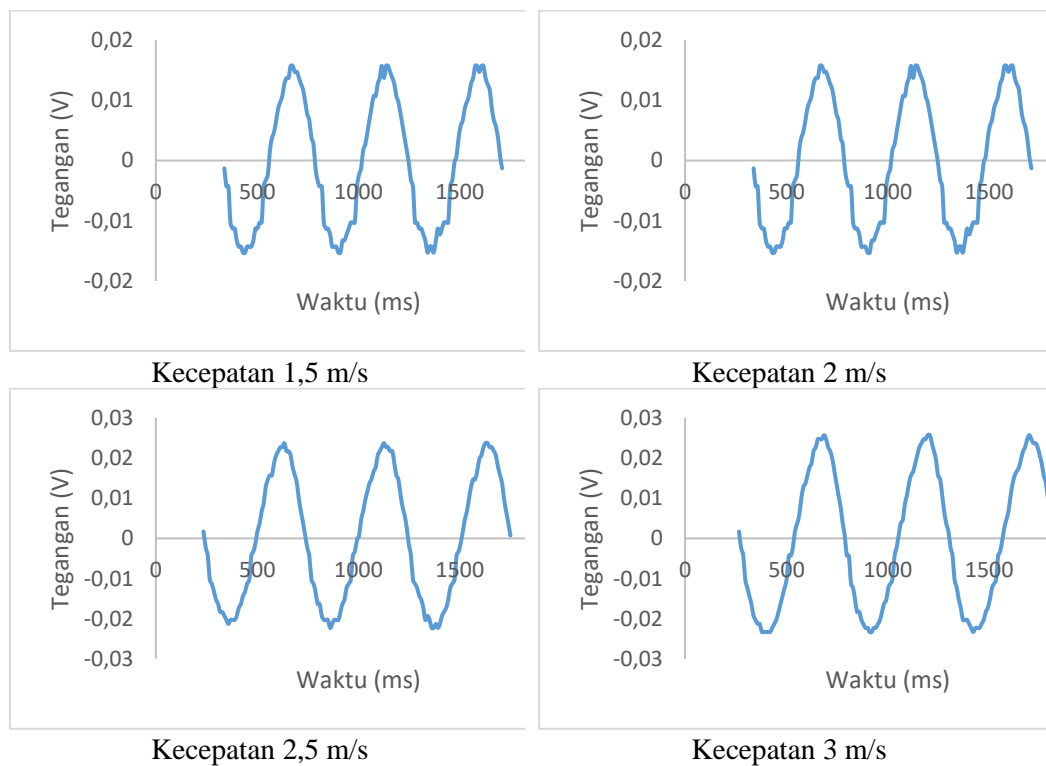 0,02
0,01
0
-0,01
-0,02
0 500 1000 1500
Tegangan (V)
Waktu (ms)
Kecepatan 1,5 m/s
0,02
0,01
0
-0,01
-0,02
0 500 1000 1500
Tegangan (V)
Waktu (ms)
Kecepatan 2 m/s
0,03
0,02
0,01
0
-0,01
-0,02
-0,03
0 500 1000 1500
Tegangan (V)
Waktu (ms)
Kecepatan 2,5 m/s
0,03
0,02
0,01
0
-0,01
-0,02
-0,03
0 500 1000 1500
Tegangan (V)
Waktu (ms)
Kecepatan 3 m/s